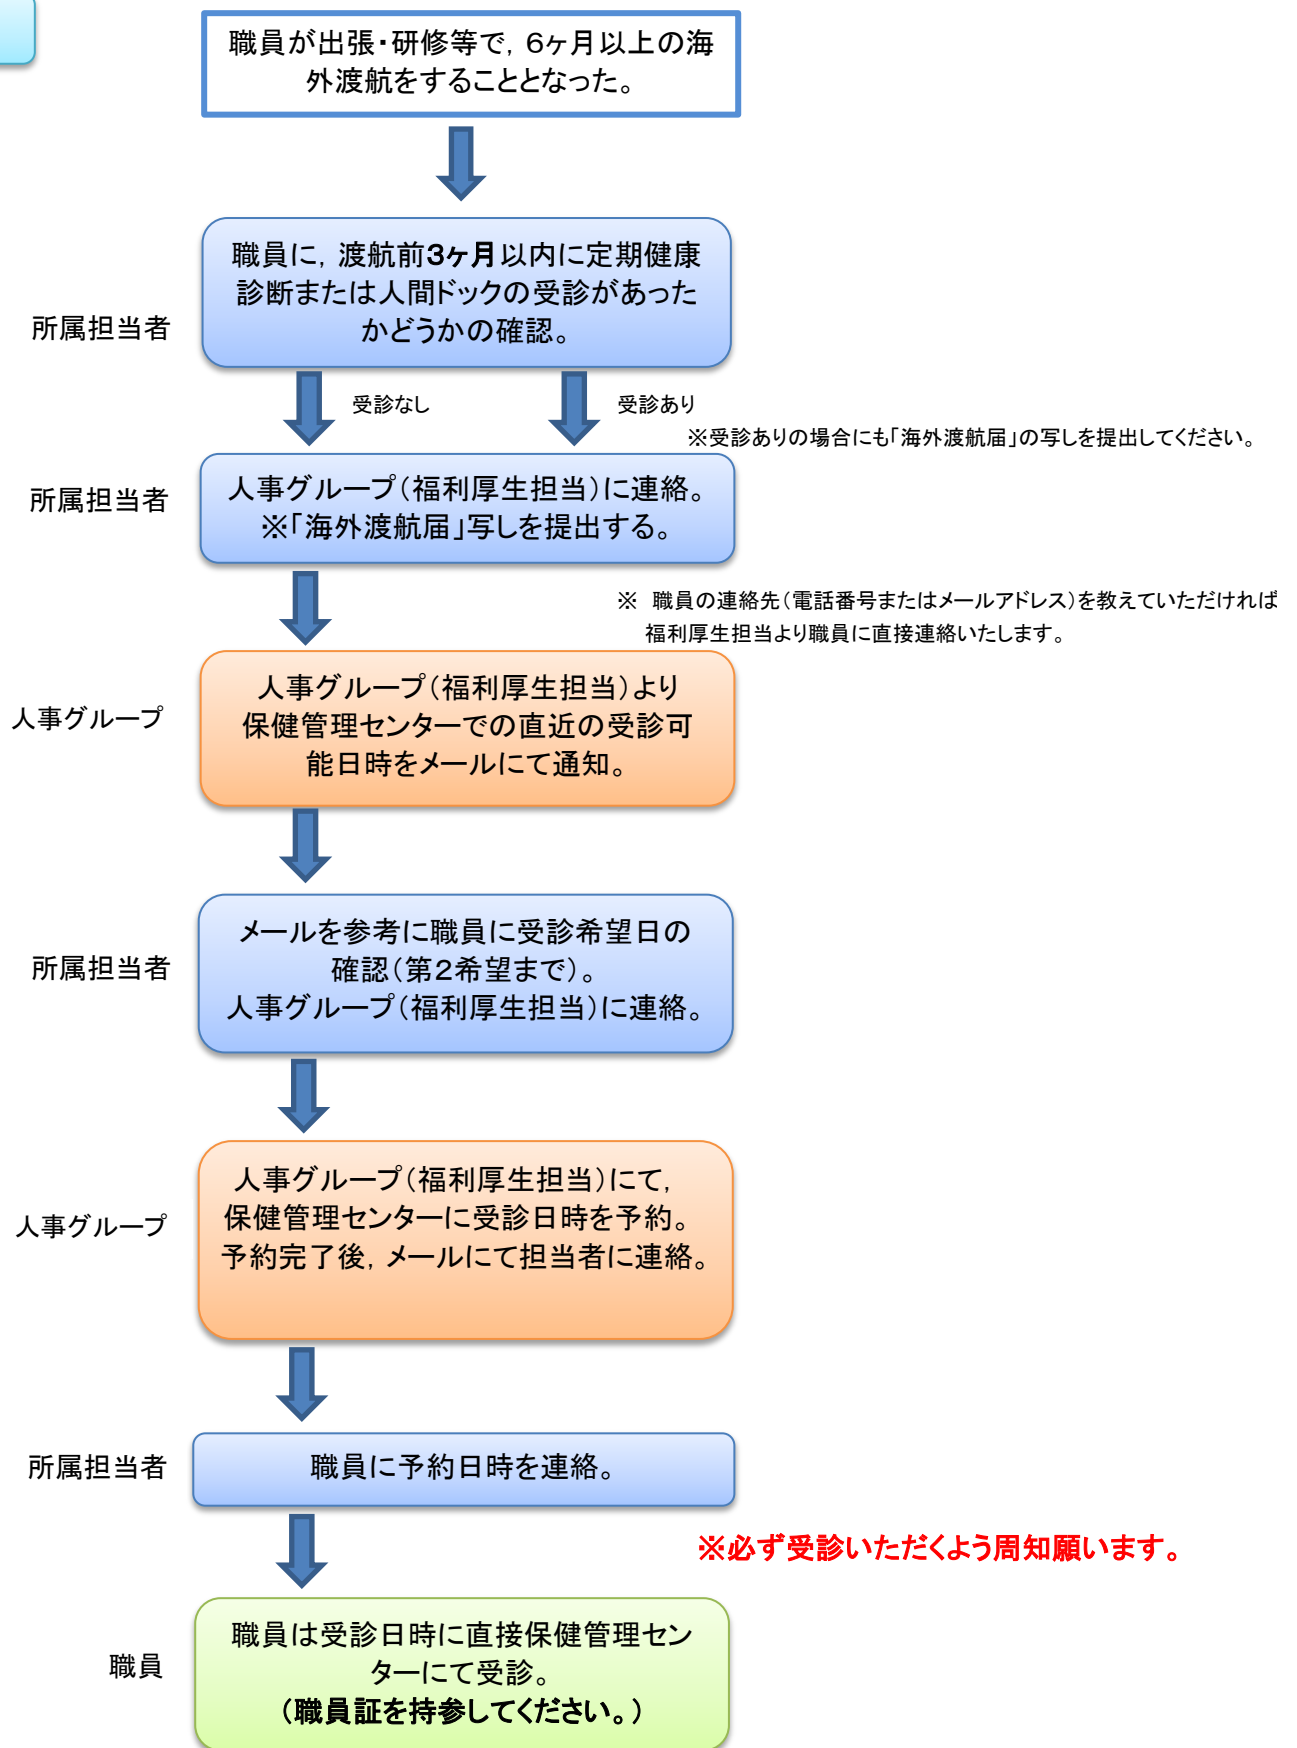 職員が出張・研修等で，６ヶ月以上の海
外渡航をすることとなった。
職員に，渡航前３ヶ月以内に定期健康
診断または人間ドックの受診があった
かどうかの確認。
所属担当者
受診なし
受診あり
※受診ありの場合にも「海外渡航届」の写しを提出してください。
所属担当者
人事グループ（福利厚生担当）に連絡。
※「海外渡航届」写しを提出する。
※　職員の連絡先（電話番号またはメールアドレス）を教えていただければ
福利厚生担当より職員に直接連絡いたします。
人事グループ
人事グループ（福利厚生担当）より
保健管理センターでの直近の受診可
能日時をメールにて通知。
所属担当者
メールを参考に職員に受診希望日の
確認（第２希望まで）。
人事グループ（福利厚生担当）に連絡。
人事グループ
人事グループ（福利厚生担当）にて，
保健管理センターに受診日時を予約。
予約完了後，メールにて担当者に連絡。
所属担当者
職員に予約日時を連絡。
※必ず受診いただくよう周知願います。
職員
職員は受診日時に直接保健管理セン
ターにて受診。
（職員証を持参してください。）